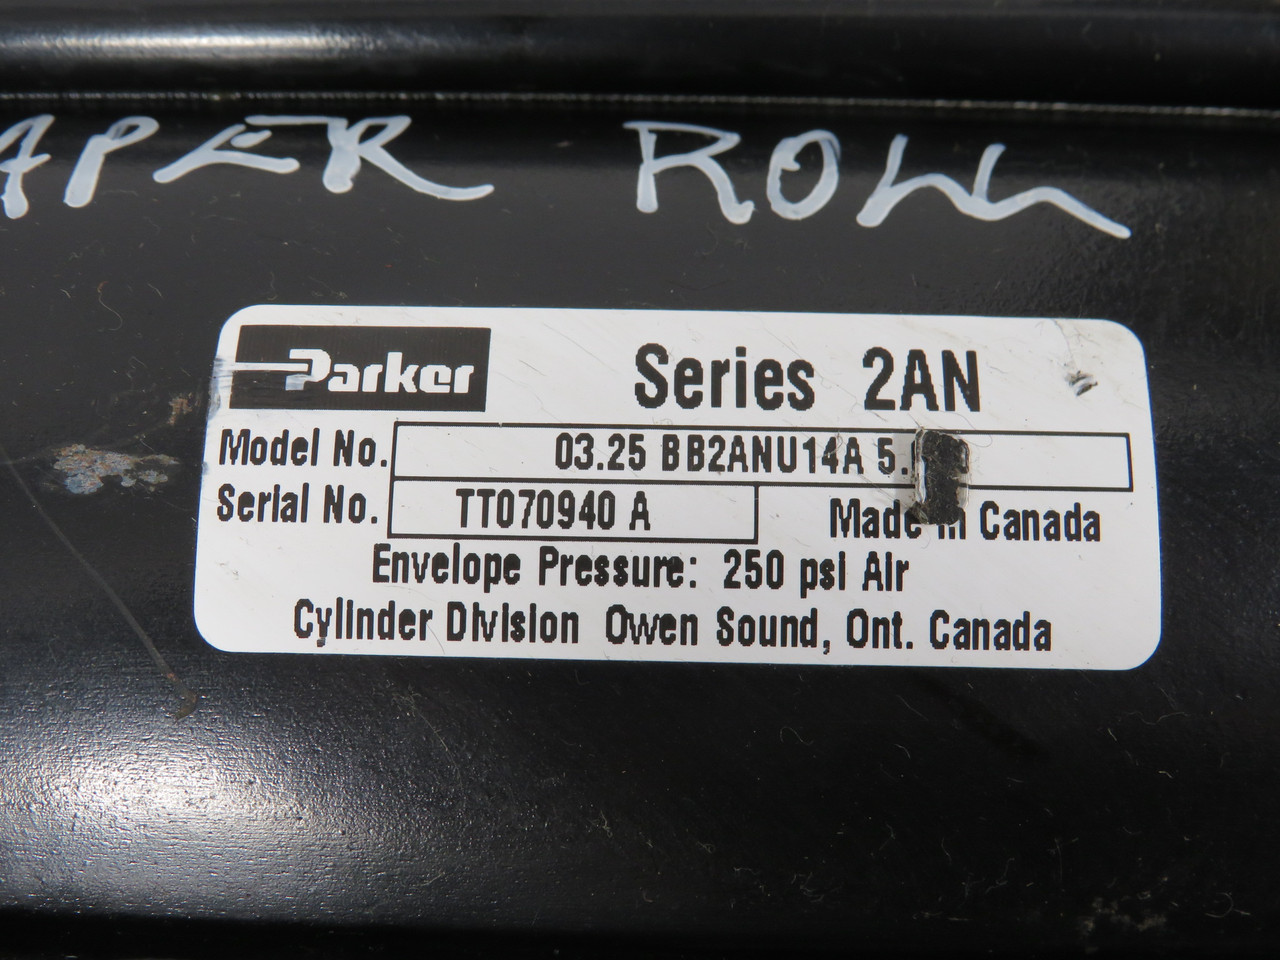 APER ROLL
Parker Series 2AN
Model No. 03.25 BB2ANU14A
Serial No. TT070940 A Made in Canada
Envelope Pressure: 250 psi Air
Cylinder Division Owen Sound, Ont. Canada